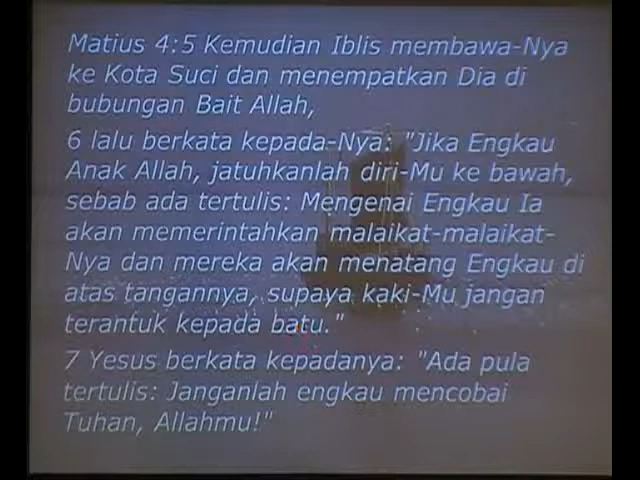 Matius 4:5 Kemudian Iblis membawa-Nya
ke Kota Suci dan menempatkan Dia di
bubungan Bait Allah,
6 lalu berkata kepada-Nya: "Jika Engkau
Anak Allah, jatuhkanlah diri-Mu ke bawah,
sebab ada tertulis: Mengenai Engkau Ia
akan memerintahkan malaikat-malaikat-
Nya dan mereka akan menatang Engkau di
atas tangannya, supaya kaki-Mu jangan
terantuk kepada batu."
7 Yesus berkata kepadanya: "Ada pula
tertulis: Janganlah engkau mencobai
Tuhan, Allahmu!"